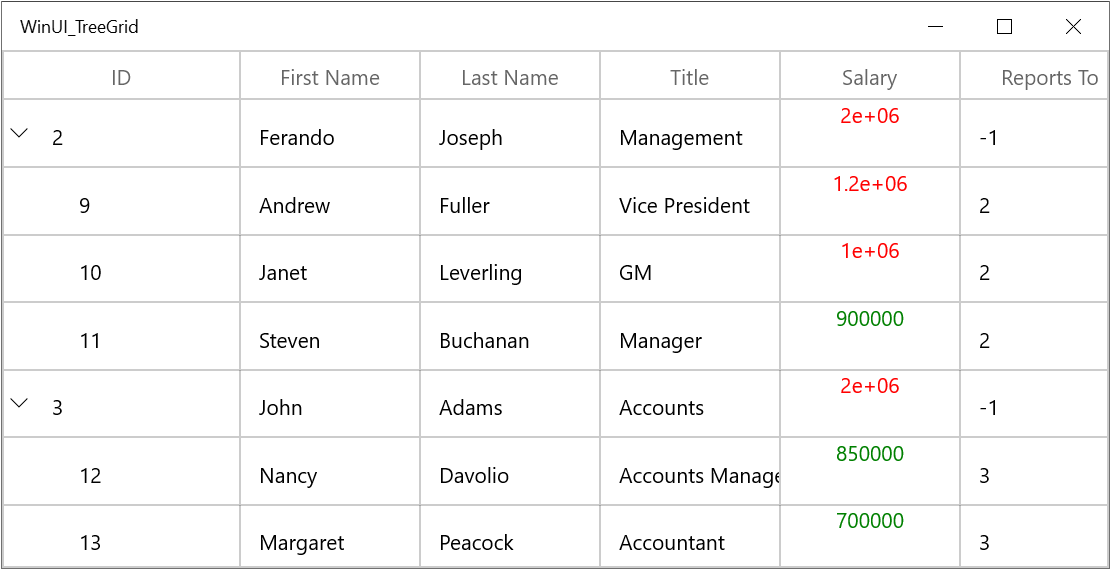 WinUI_TreeGrid
ID First Name Last Name Title Salary Reports To
2 Ferando Joseph Management 2e+06 -1
9 Andrew Fuller Vice President 1.2e+06 2
10 Janet Leverling GM 1e+06 2
11 Steven Buchanan Manager 900000 2
3 John Adams Accounts 2e+06 -1
12 Nancy Davolio Accounts Manage 850000 3
13 Margaret Peacock Accountant 700000 3